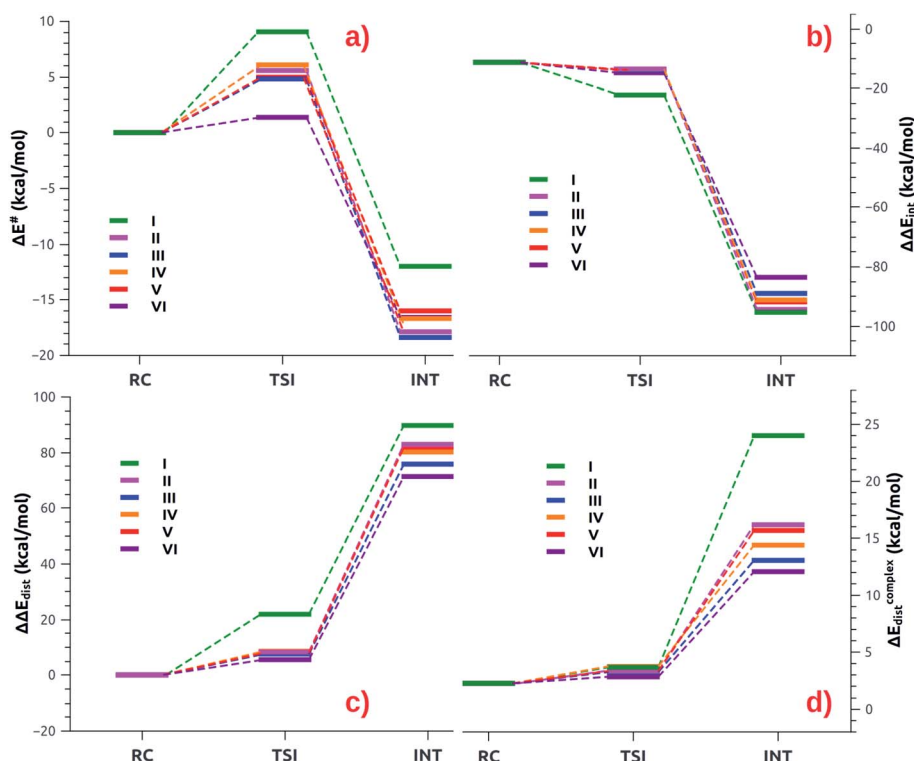 a)
10
5
0
−5
−10
−15
−20
ΔE# (kcal/mol)
I
II
III
IV
V
VI
RC TSI INT
b)
0
−20
−40
−60
−80
−100
ΔΔEint (kcal/mol)
I
II
III
IV
V
VI
RC TSI INT
100
80
60
40
20
0
−20
ΔΔEdist (kcal/mol)
I
II
III
IV
V
VI
c)
RC TSI INT
25
20
15
10
5
0
ΔEdist complex (kcal/mol)
I
II
III
IV
V
VI
d)
RC TSI INT